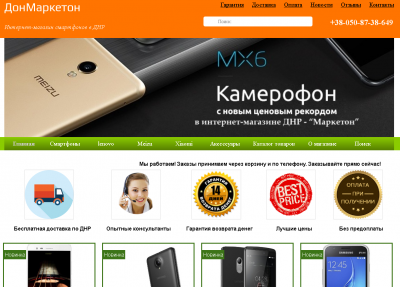 ДонМаркетон
Гарантия Доставка Оплата Новости Отзывы Контакты
Интернет-магазин смартфонов в ДНР
Поиск...
+38-050-87-38-649
MEIZU
MX6
Камерофон
с новым ценовым рекордом
в интернет-магазине ДНР - "Маркетон"
Главная Смартфоны Lenovo Meizu Xiaomi Аксессуары Каталог товаров О магазине Поиск
Мы работаем! Заказы принимаем через корзину и по телефону. Заказывайте прямо сейчас!
ГАРАНТИЯ
14
ДНЕЙ
ВОЗВРАТА ДЕНЕГ
BEST
PRICE
ОПЛАТА
ПРИ
ПОЛУЧЕНИИ
Бесплатная доставка по ДНР
Опытные консультанты
Гарантия возврата денег
Лучшие цены
Без предоплаты
Новинка
Новинка
Новинка
Новинка